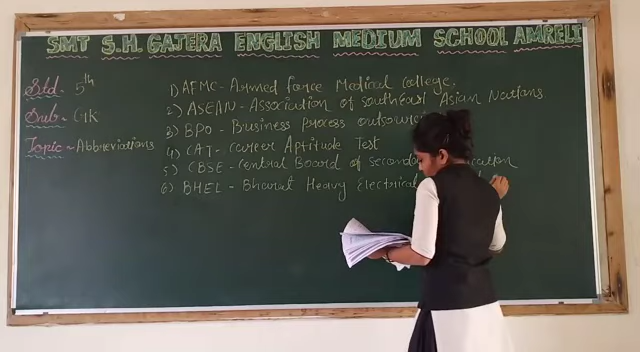 SMT S.H. GAJERA ENGLISH MEDIUM SCHOOL AMRELI
Std - 5th
Sub - GK
Topic - Abbreviations
1) AFMC - Armed force Medical College.
2) ASEAN - Association of southeast Asian Nations
3) BPO - Business Process outsourcing
4) CAT - Career Aptitude Test
5) CBSE - Central Board of Secondary Education
6) BHEL - Bharat Heavy Electrical